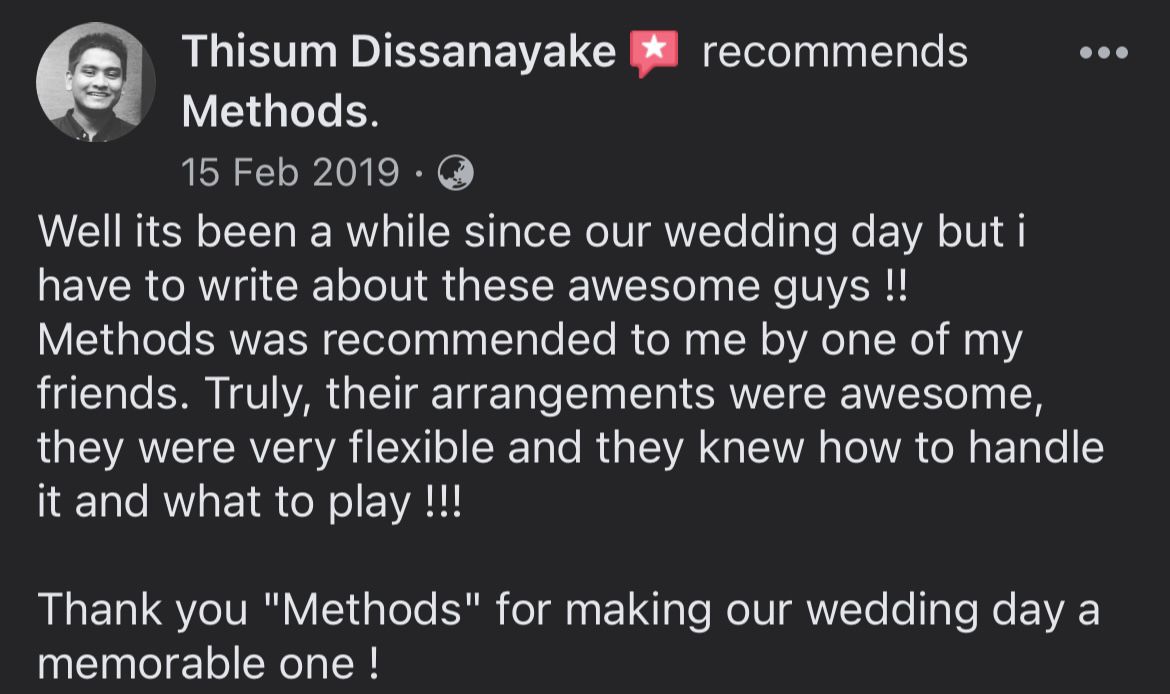 Thisum Dissanayake recommends
Methods.
15 Feb 2019 ·
Well its been a while since our wedding day but i
have to write about these awesome guys !!
Methods was recommended to me by one of my
friends. Truly, their arrangements were awesome,
they were very flexible and they knew how to handle
it and what to play !!!
Thank you "Methods" for making our wedding day a
memorable one !